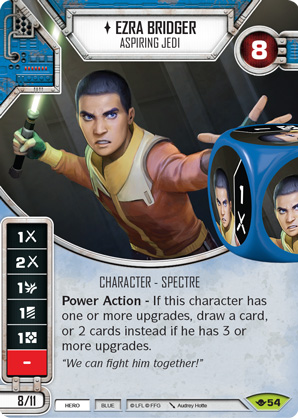 EZRA BRIDGER
ASPIRING JEDI
8
1
1
2
1
1
1
-
8/11
CHARACTER - SPECTRE
Power Action - If this character has
one or more upgrades, draw a card,
or 2 cards instead if he has 3 or
more upgrades.
"We can fight him together!"
HERO
BLUE
© LFL © FFG
Audrey Hotte
54